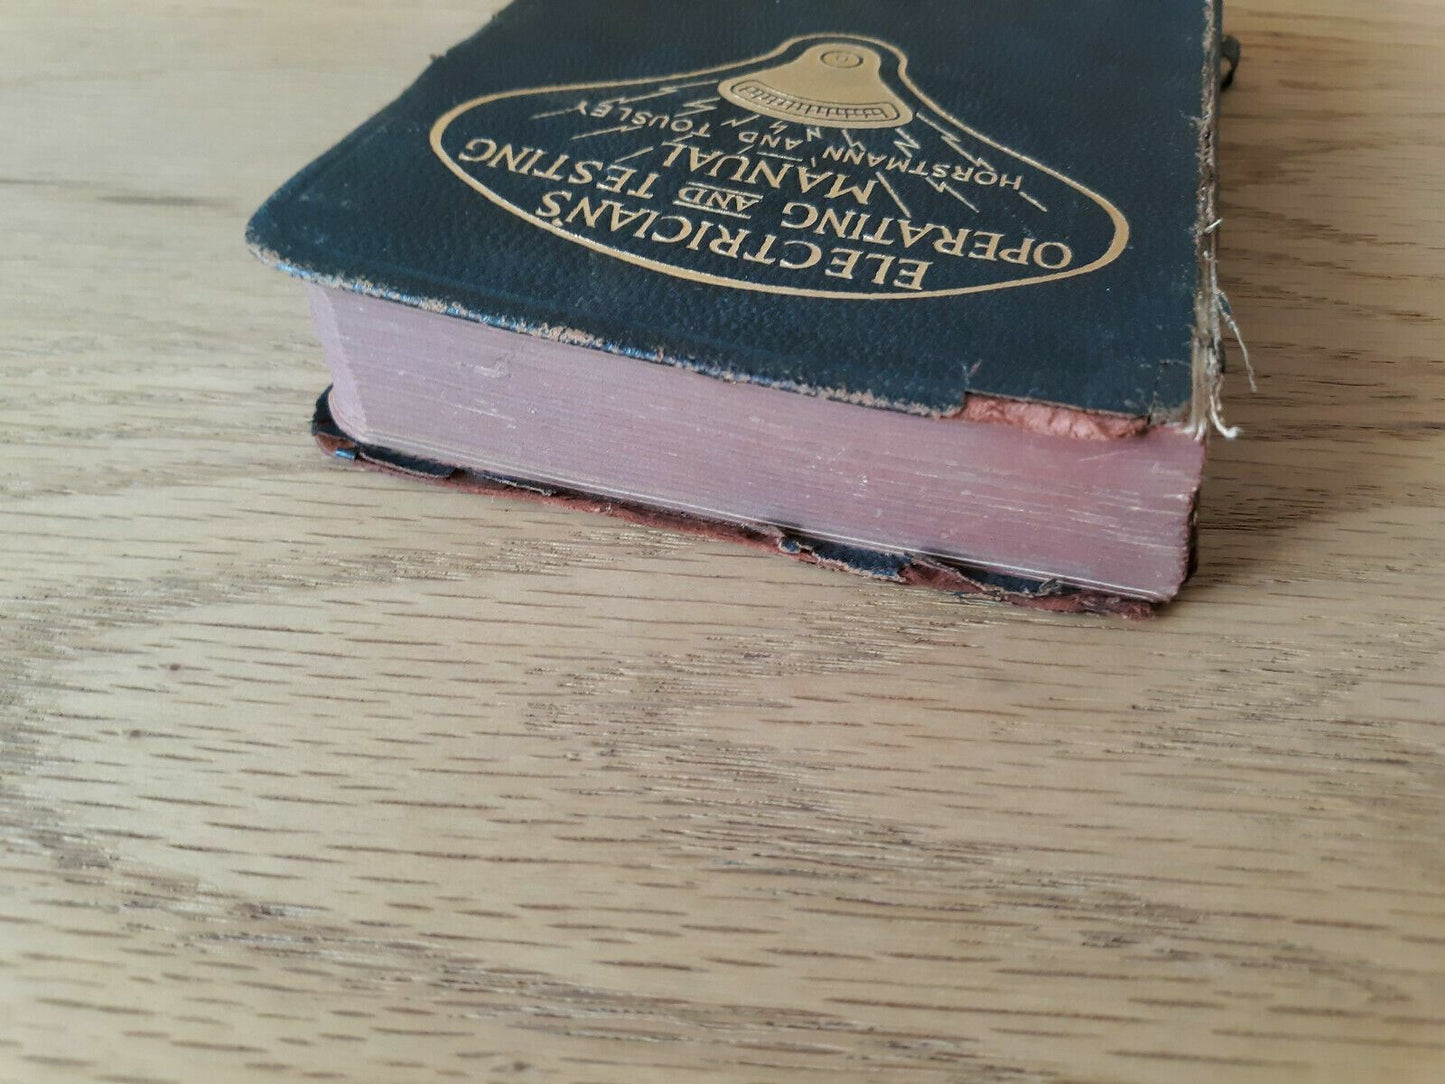 ELECTRICIAN'S
OPERATING AND TESTING
MANUAL
HORSTMANN AND TOUSLEY